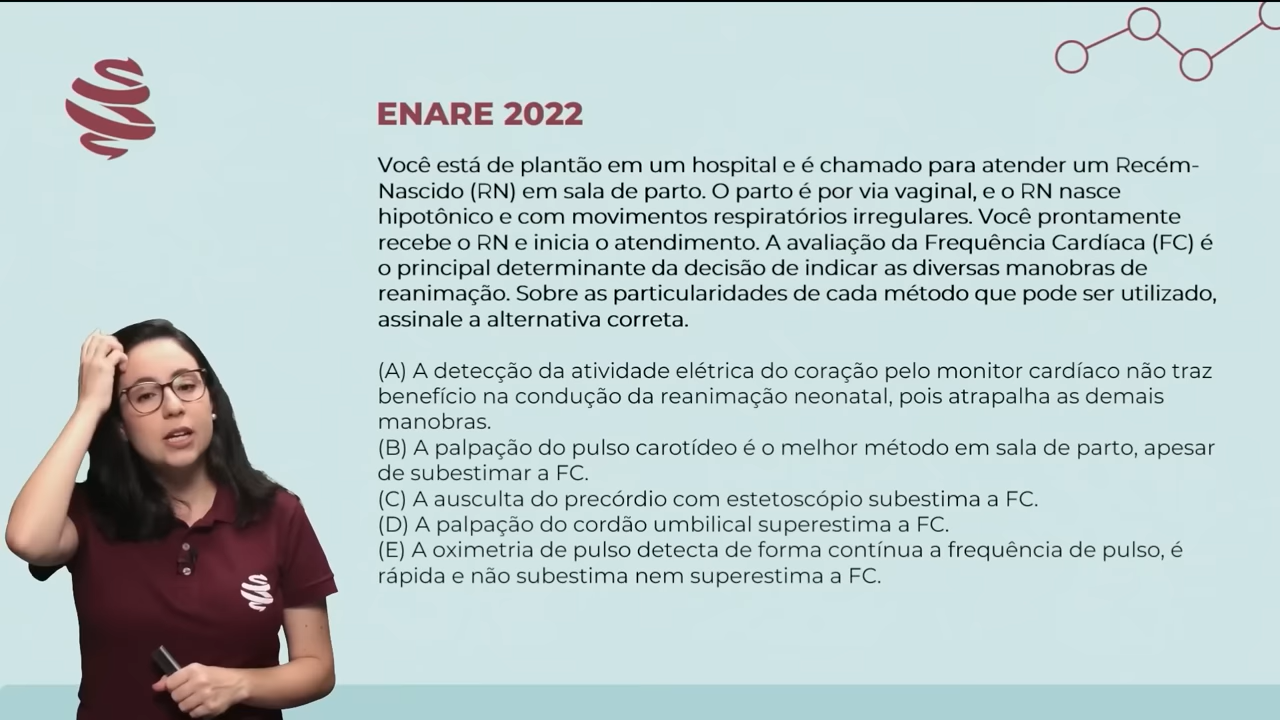 ENARE 2022
Você está de plantão em um hospital e é chamado para atender um Recém-
Nascido (RN) em sala de parto. O parto é por via vaginal, e o RN nasce
hipotônico e com movimentos respiratórios irregulares. Você prontamente
recebe o RN e inicia o atendimento. A avaliação da Frequência Cardíaca (FC) é
o principal determinante da decisão de indicar as diversas manobras de
reanimação. Sobre as particularidades de cada método que pode ser utilizado,
assinale a alternativa correta.
(A) A detecção da atividade elétrica do coração pelo monitor cardíaco não traz
benefício na condução da reanimação neonatal, pois atrapalha as demais
manobras.
(B) A palpação do pulso carotídeo é o melhor método em sala de parto, apesar
de subestimar a FC.
(C) A ausculta do precórdio com estetoscópio subestima a FC.
(D) A palpação do cordão umbilical superestima a FC.
(E) A oximetria de pulso detecta de forma contínua a frequência de pulso, é
rápida e não subestima nem superestima a FC.